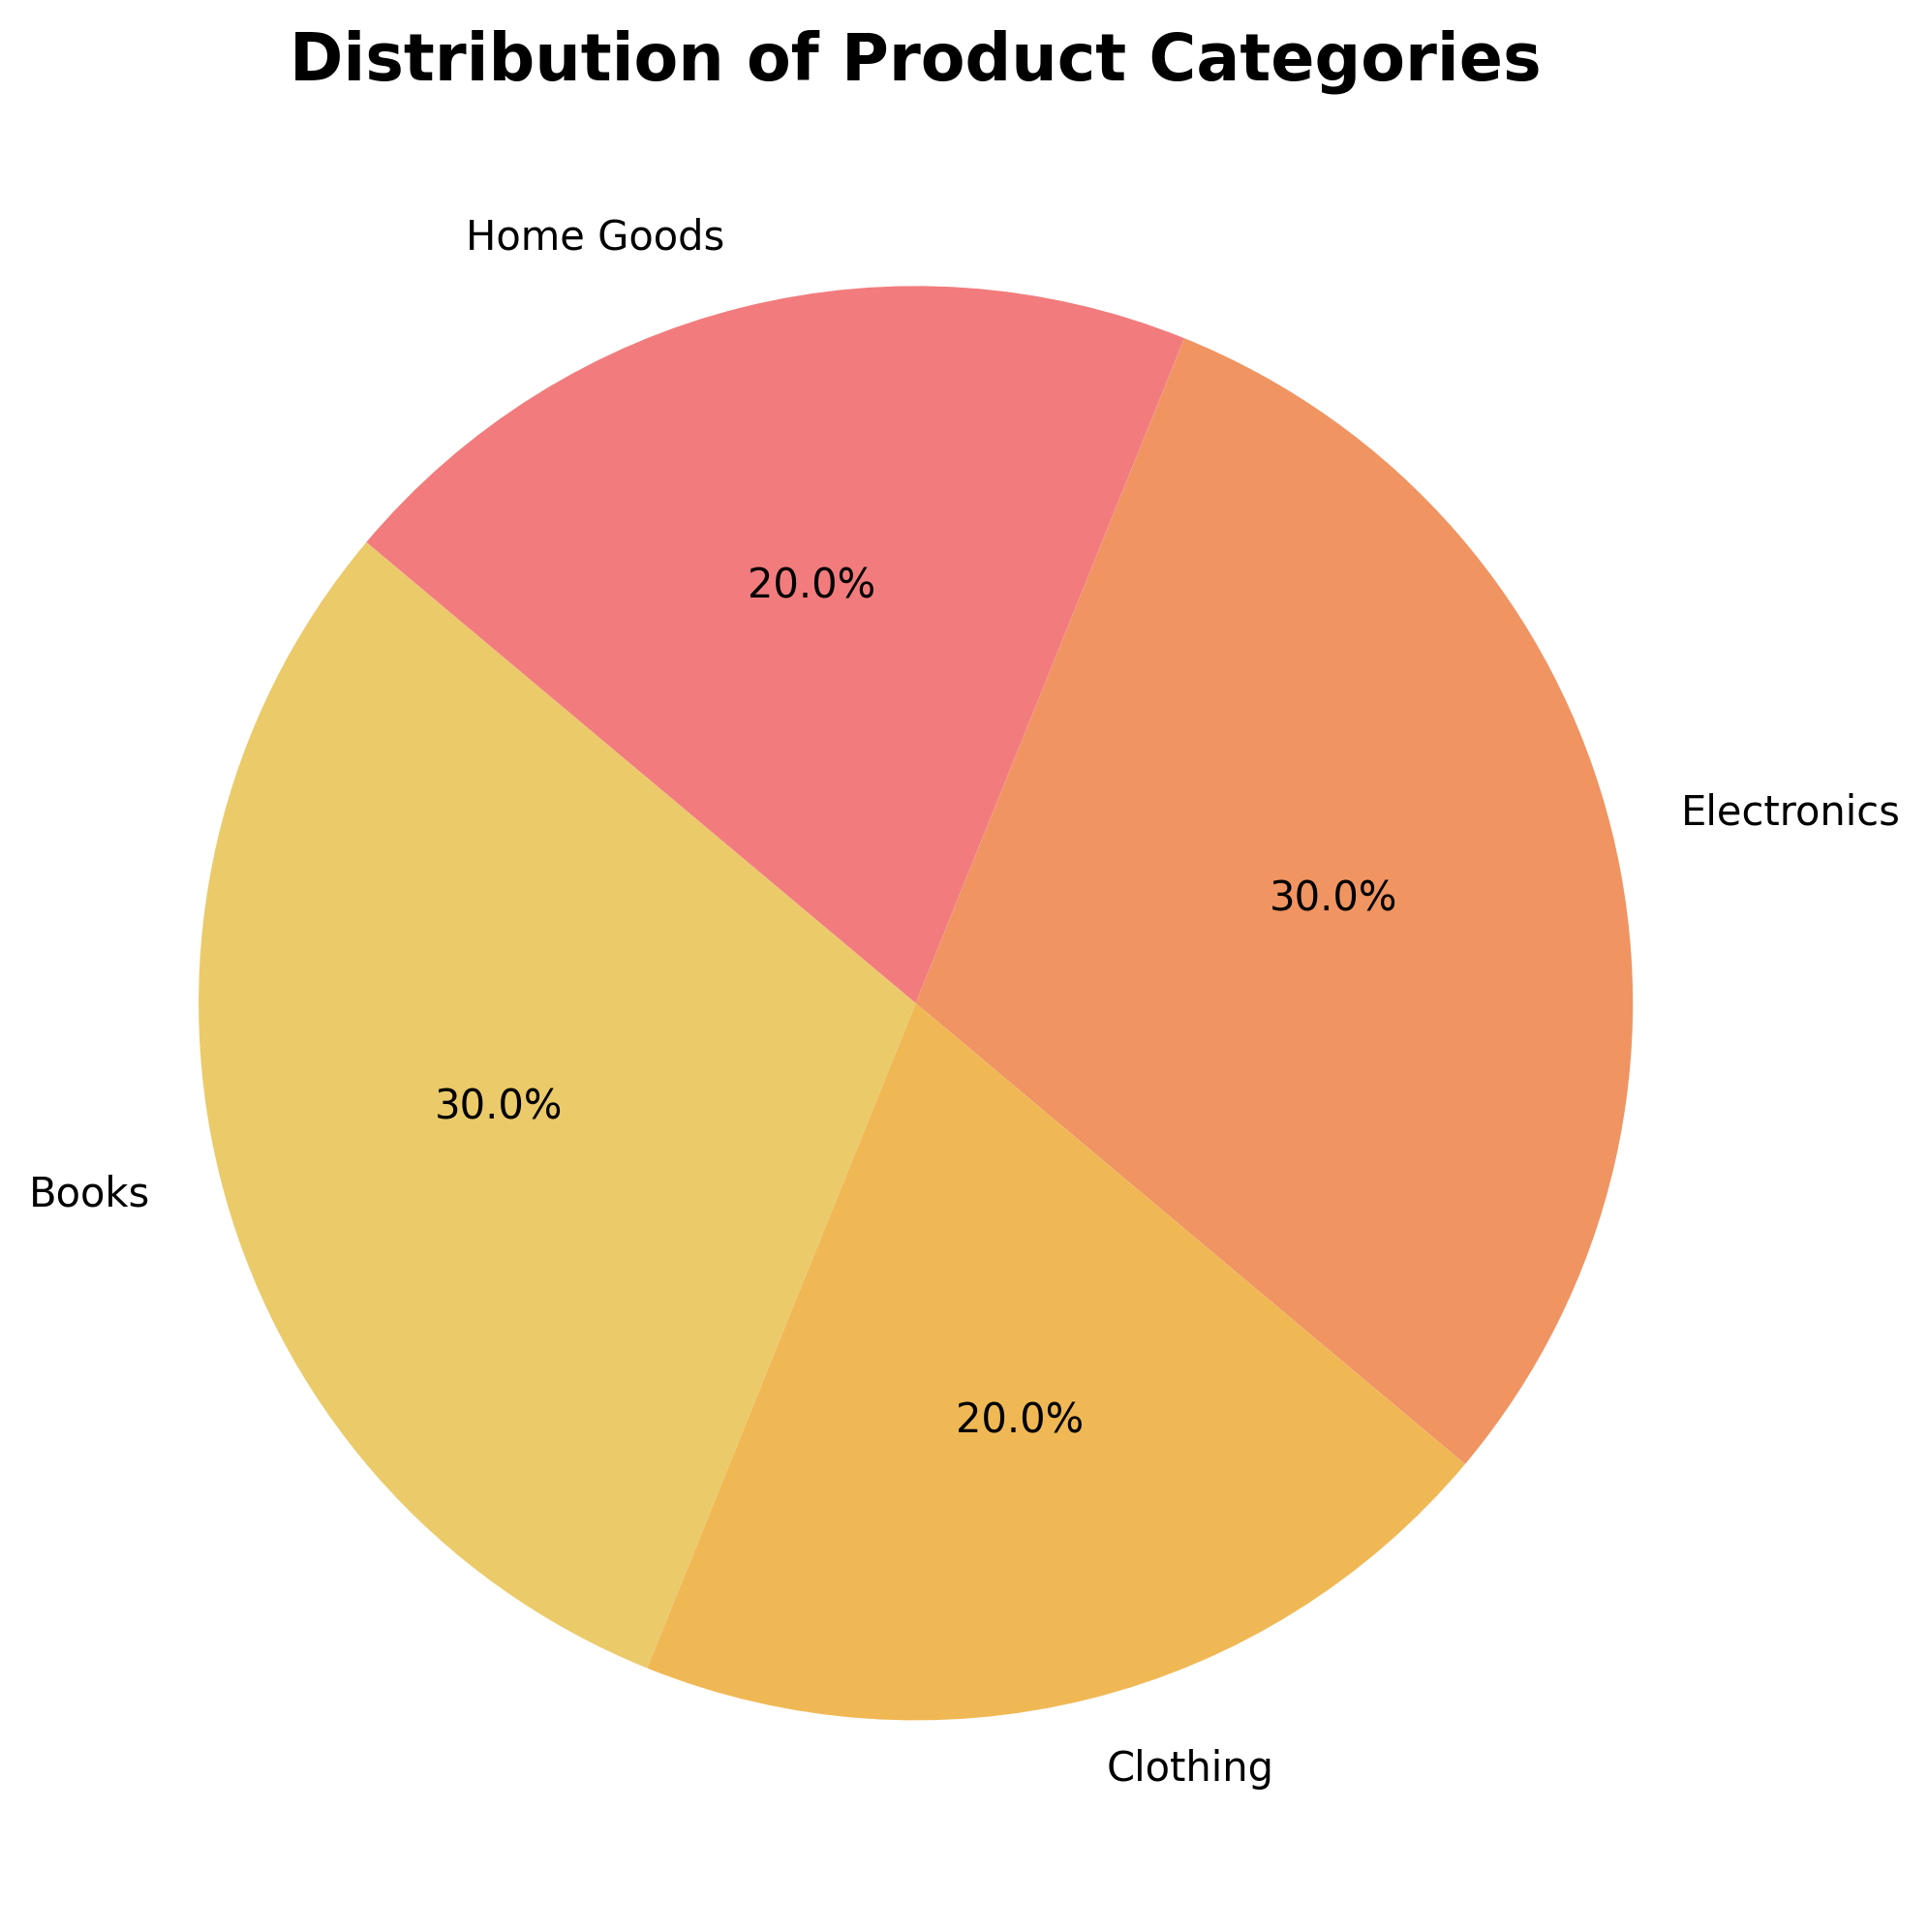 Distribution of Product Categories
Home Goods
20.0%
Electronics
30.0%
30.0%
Books
20.0%
Clothing